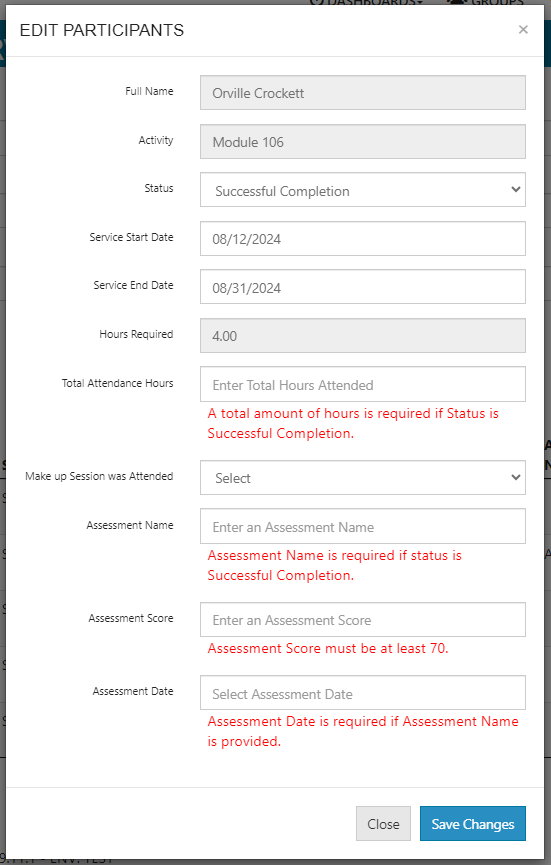 DASHBOARDS
GROUPS
EDIT PARTICIPANTS
×
Full Name
Orville Crockett
Activity
Module 106
Status
Successful Completion
Service Start Date
08/12/2024
Service End Date
08/31/2024
Hours Required
4.00
Total Attendance Hours
Enter Total Hours Attended
A total amount of hours is required if Status is
Successful Completion.
Make up Session was Attended
Select
Assessment Name
Enter an Assessment Name
Assessment Name is required if status is
Successful Completion.
Assessment Score
Enter an Assessment Score
Assessment Score must be at least 70.
Assessment Date
Select Assessment Date
Assessment Date is required if Assessment Name
is provided.
Close
Save Changes